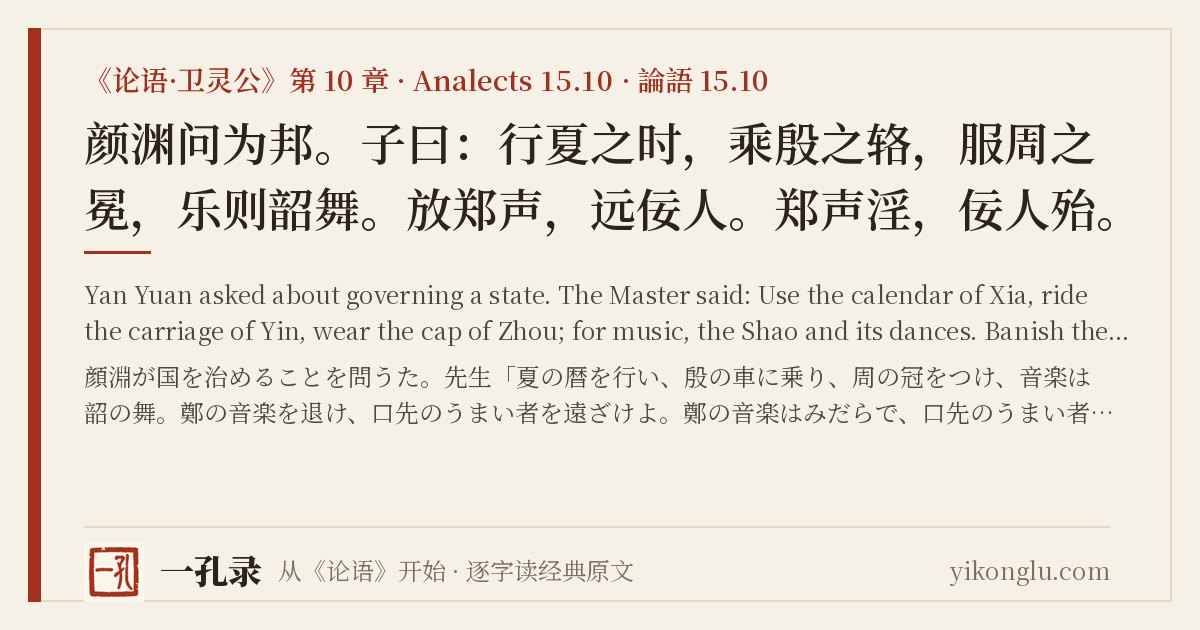 《论语·卫灵公》第 10 章 · Analects 15.10 · 論語 15.10
颜渊问为邦。子曰：行夏之时，乘殷之辂，服周之
冕，乐则韶舞。放郑声，远佞人。郑声淫，佞人殆。
Yan Yuan asked about governing a state. The Master said: Use the calendar of Xia, ride
the carriage of Yin, wear the cap of Zhou; for music, the Shao and its dances. Banish the…
顔淵が国を治めることを問うた。先生「夏の暦を行い、殷の車に乗り、周の冠をつけ、音楽は
韶の舞。鄭の音楽を退け、口先のうまい者を遠ざけよ。鄭の音楽はみだらで、口先のうまい者…
一孔
一孔录
从《论语》开始 · 逐字读经典原文
yikonglu.com